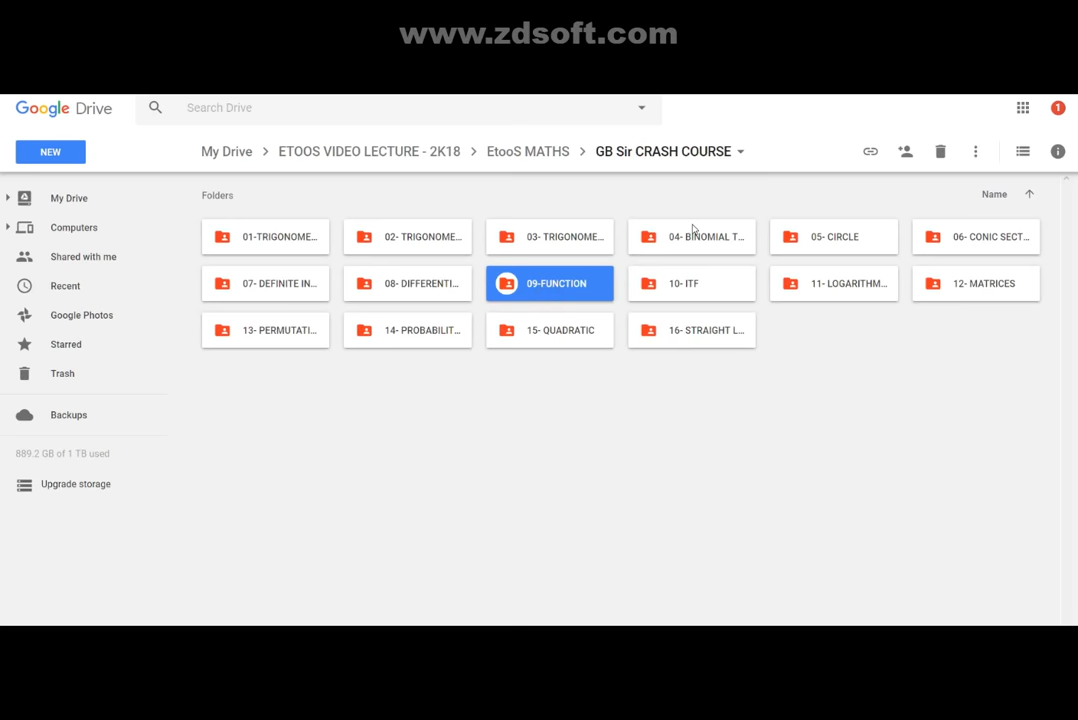 www.zdsoft.com
Google Drive
Search Drive
1
NEW
My Drive > ETOOS VIDEO LECTURE - 2K18 > EtooS MATHS > GB Sir CRASH COURSE
My Drive
Computers
Shared with me
Recent
Google Photos
Starred
Trash
Backups
889.2 GB of 1 TB used
Upgrade storage
Folders
Name
01-TRIGONOME...
02- TRIGONOME...
03- TRIGONOME...
04- BINOMIAL T...
05- CIRCLE
06- CONIC SECT...
07- DEFINITE IN...
08- DIFFERENTI...
09-FUNCTION
10- ITF
11- LOGARITHM...
12- MATRICES
13- PERMUTATI...
14- PROBABILIT...
15- QUADRATIC
16- STRAIGHT L...